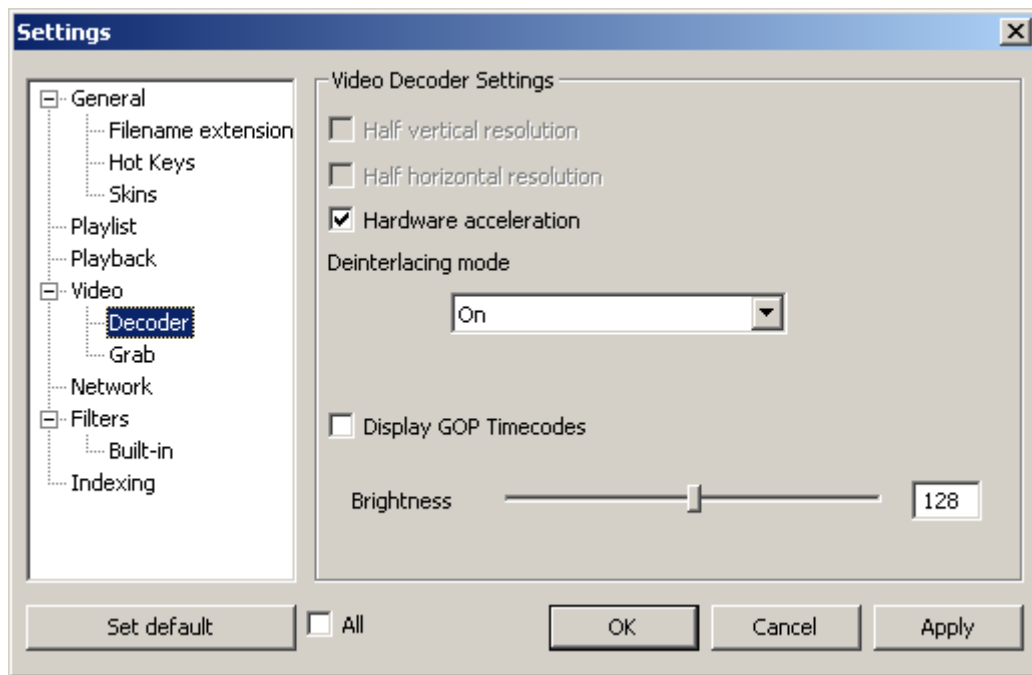 Settings
General
Filename extension
Hot Keys
Skins
Playlist
Playback
Video
Decoder
Grab
Network
Filters
Built-in
Indexing
Video Decoder Settings
Half vertical resolution
Half horizontal resolution
Hardware acceleration
Deinterlacing mode
On
Display GOP Timecodes
Brightness 128
Set default All OK Cancel Apply